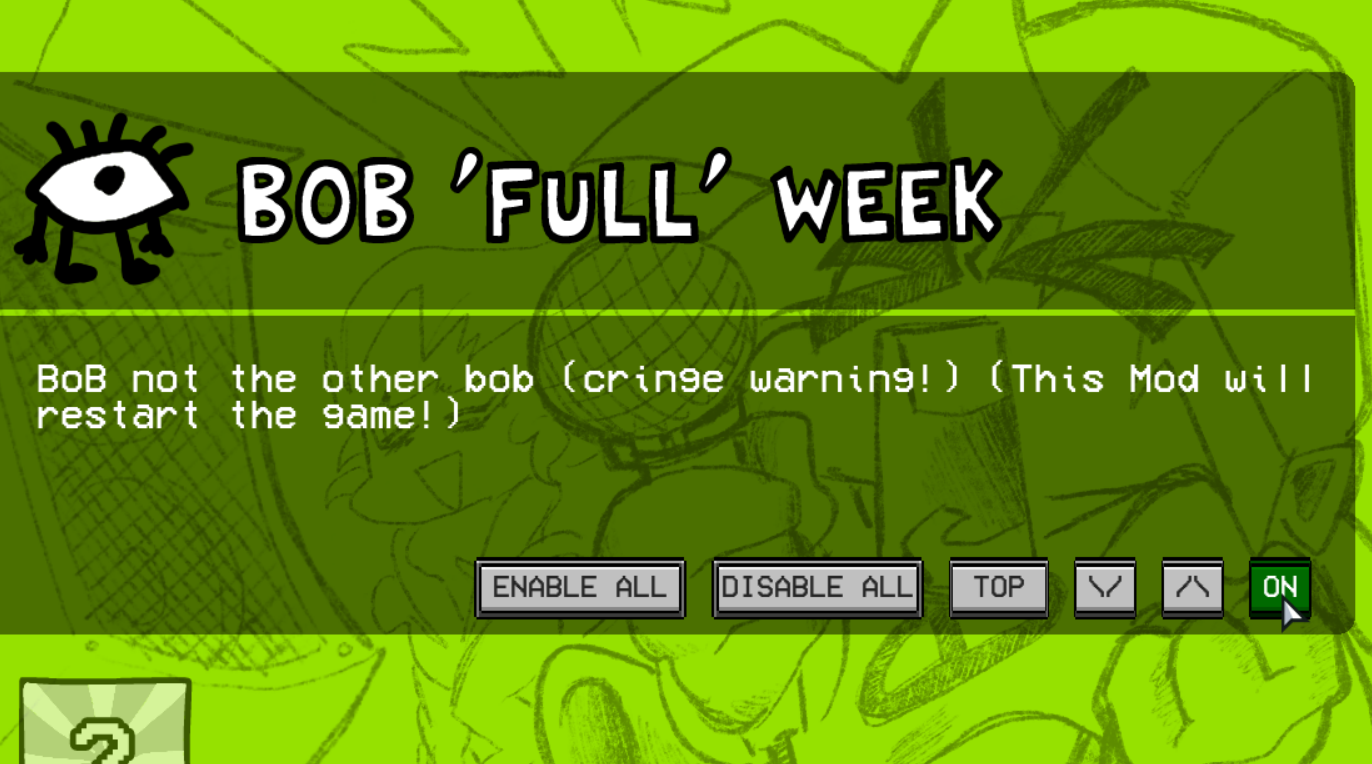 BOB 'FULL' WEEK
BoB not the other bob (cringe warning!) (This Mod will
restart the game!)
ENABLE ALL DISABLE ALL TOP \/ /\ ON
?